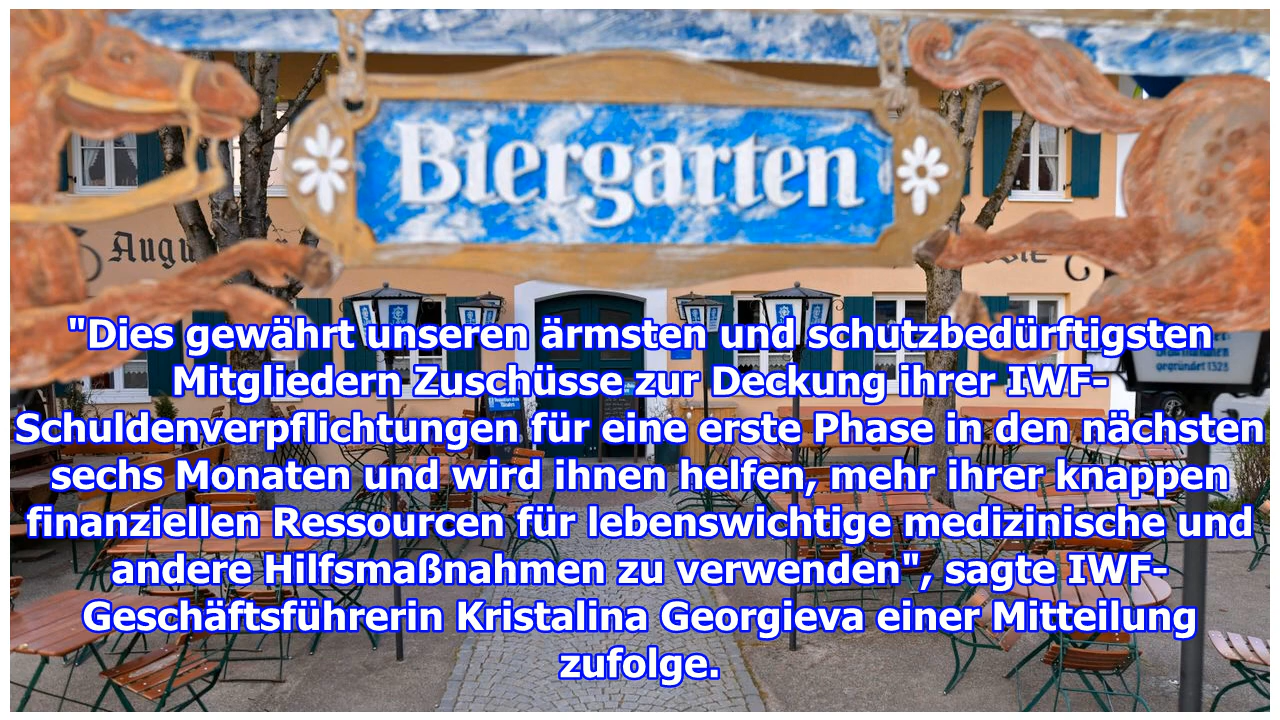 Biergarten
"Dies gewährt unseren ärmsten und schutzbedürftigsten
Mitgliedern Zuschüsse zur Deckung ihrer IWF-
Schuldenverpflichtungen für eine erste Phase in den nächsten
sechs Monaten und wird ihnen helfen, mehr ihrer knappen
finanziellen Ressourcen für lebenswichtige medizinische und
andere Hilfsmaßnahmen zu verwenden", sagte IWF-
Geschäftsführerin Kristalina Georgieva einer Mitteilung
zufolge.